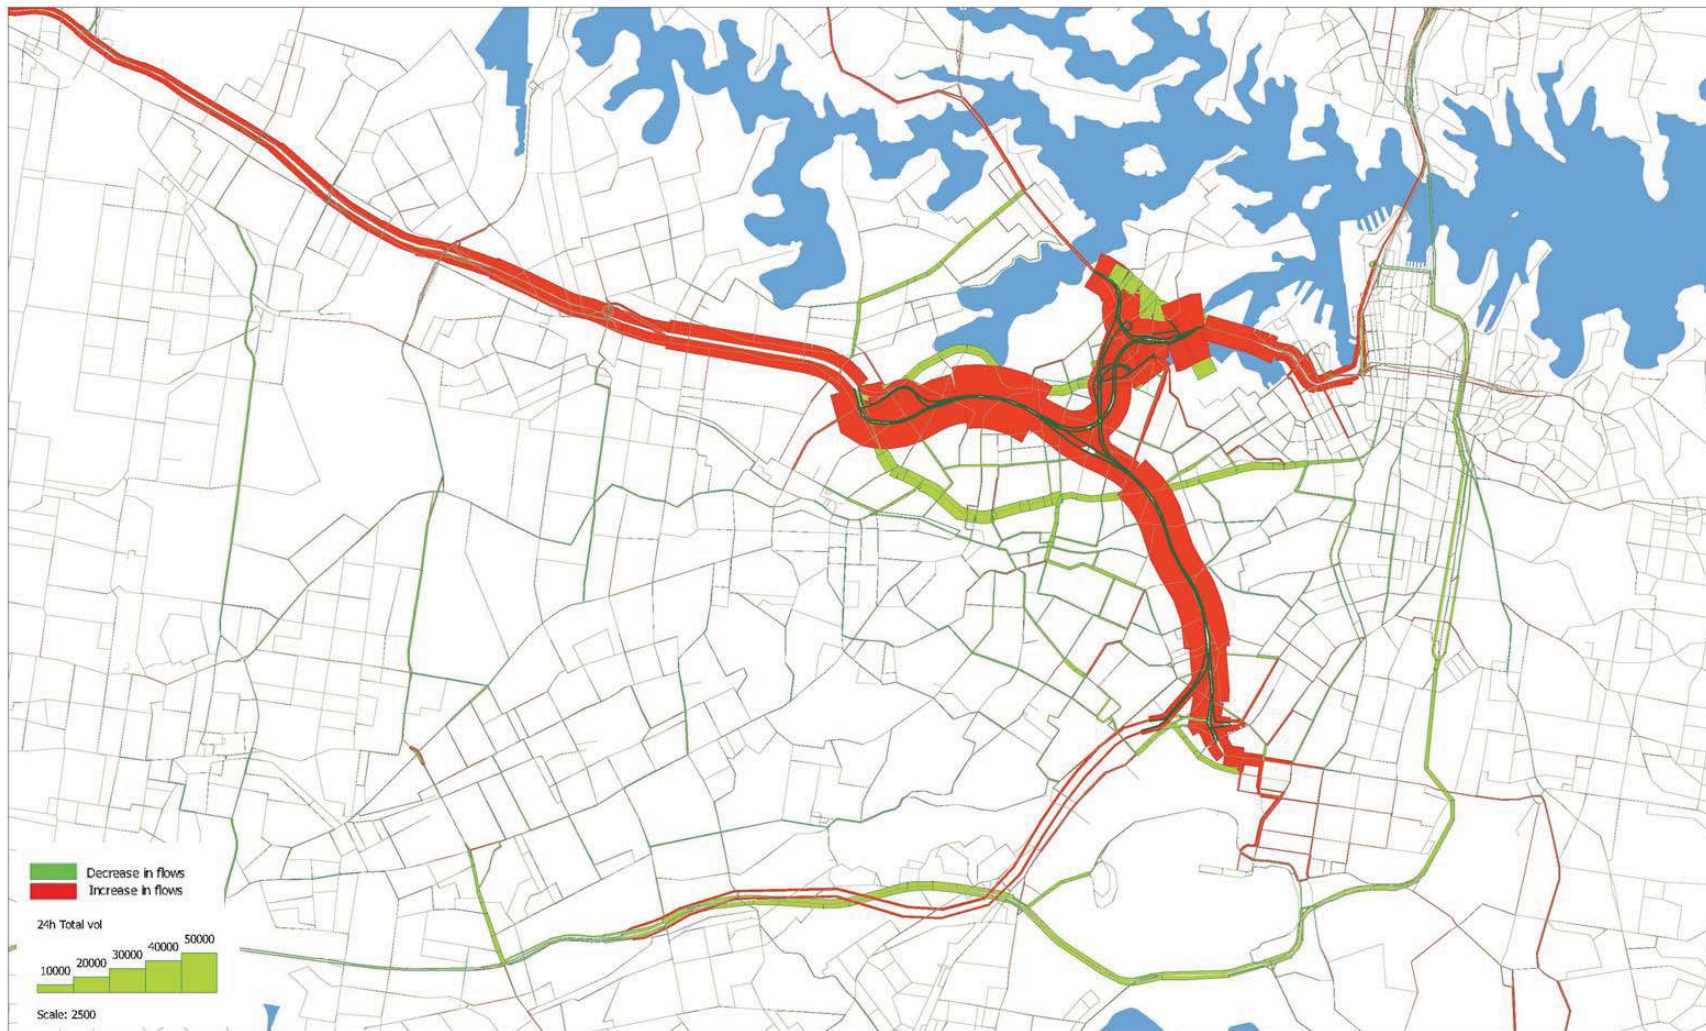 Decrease in flows
Increase in flows
24h Total vol
10000 20000 30000 40000 50000
Scale: 2500